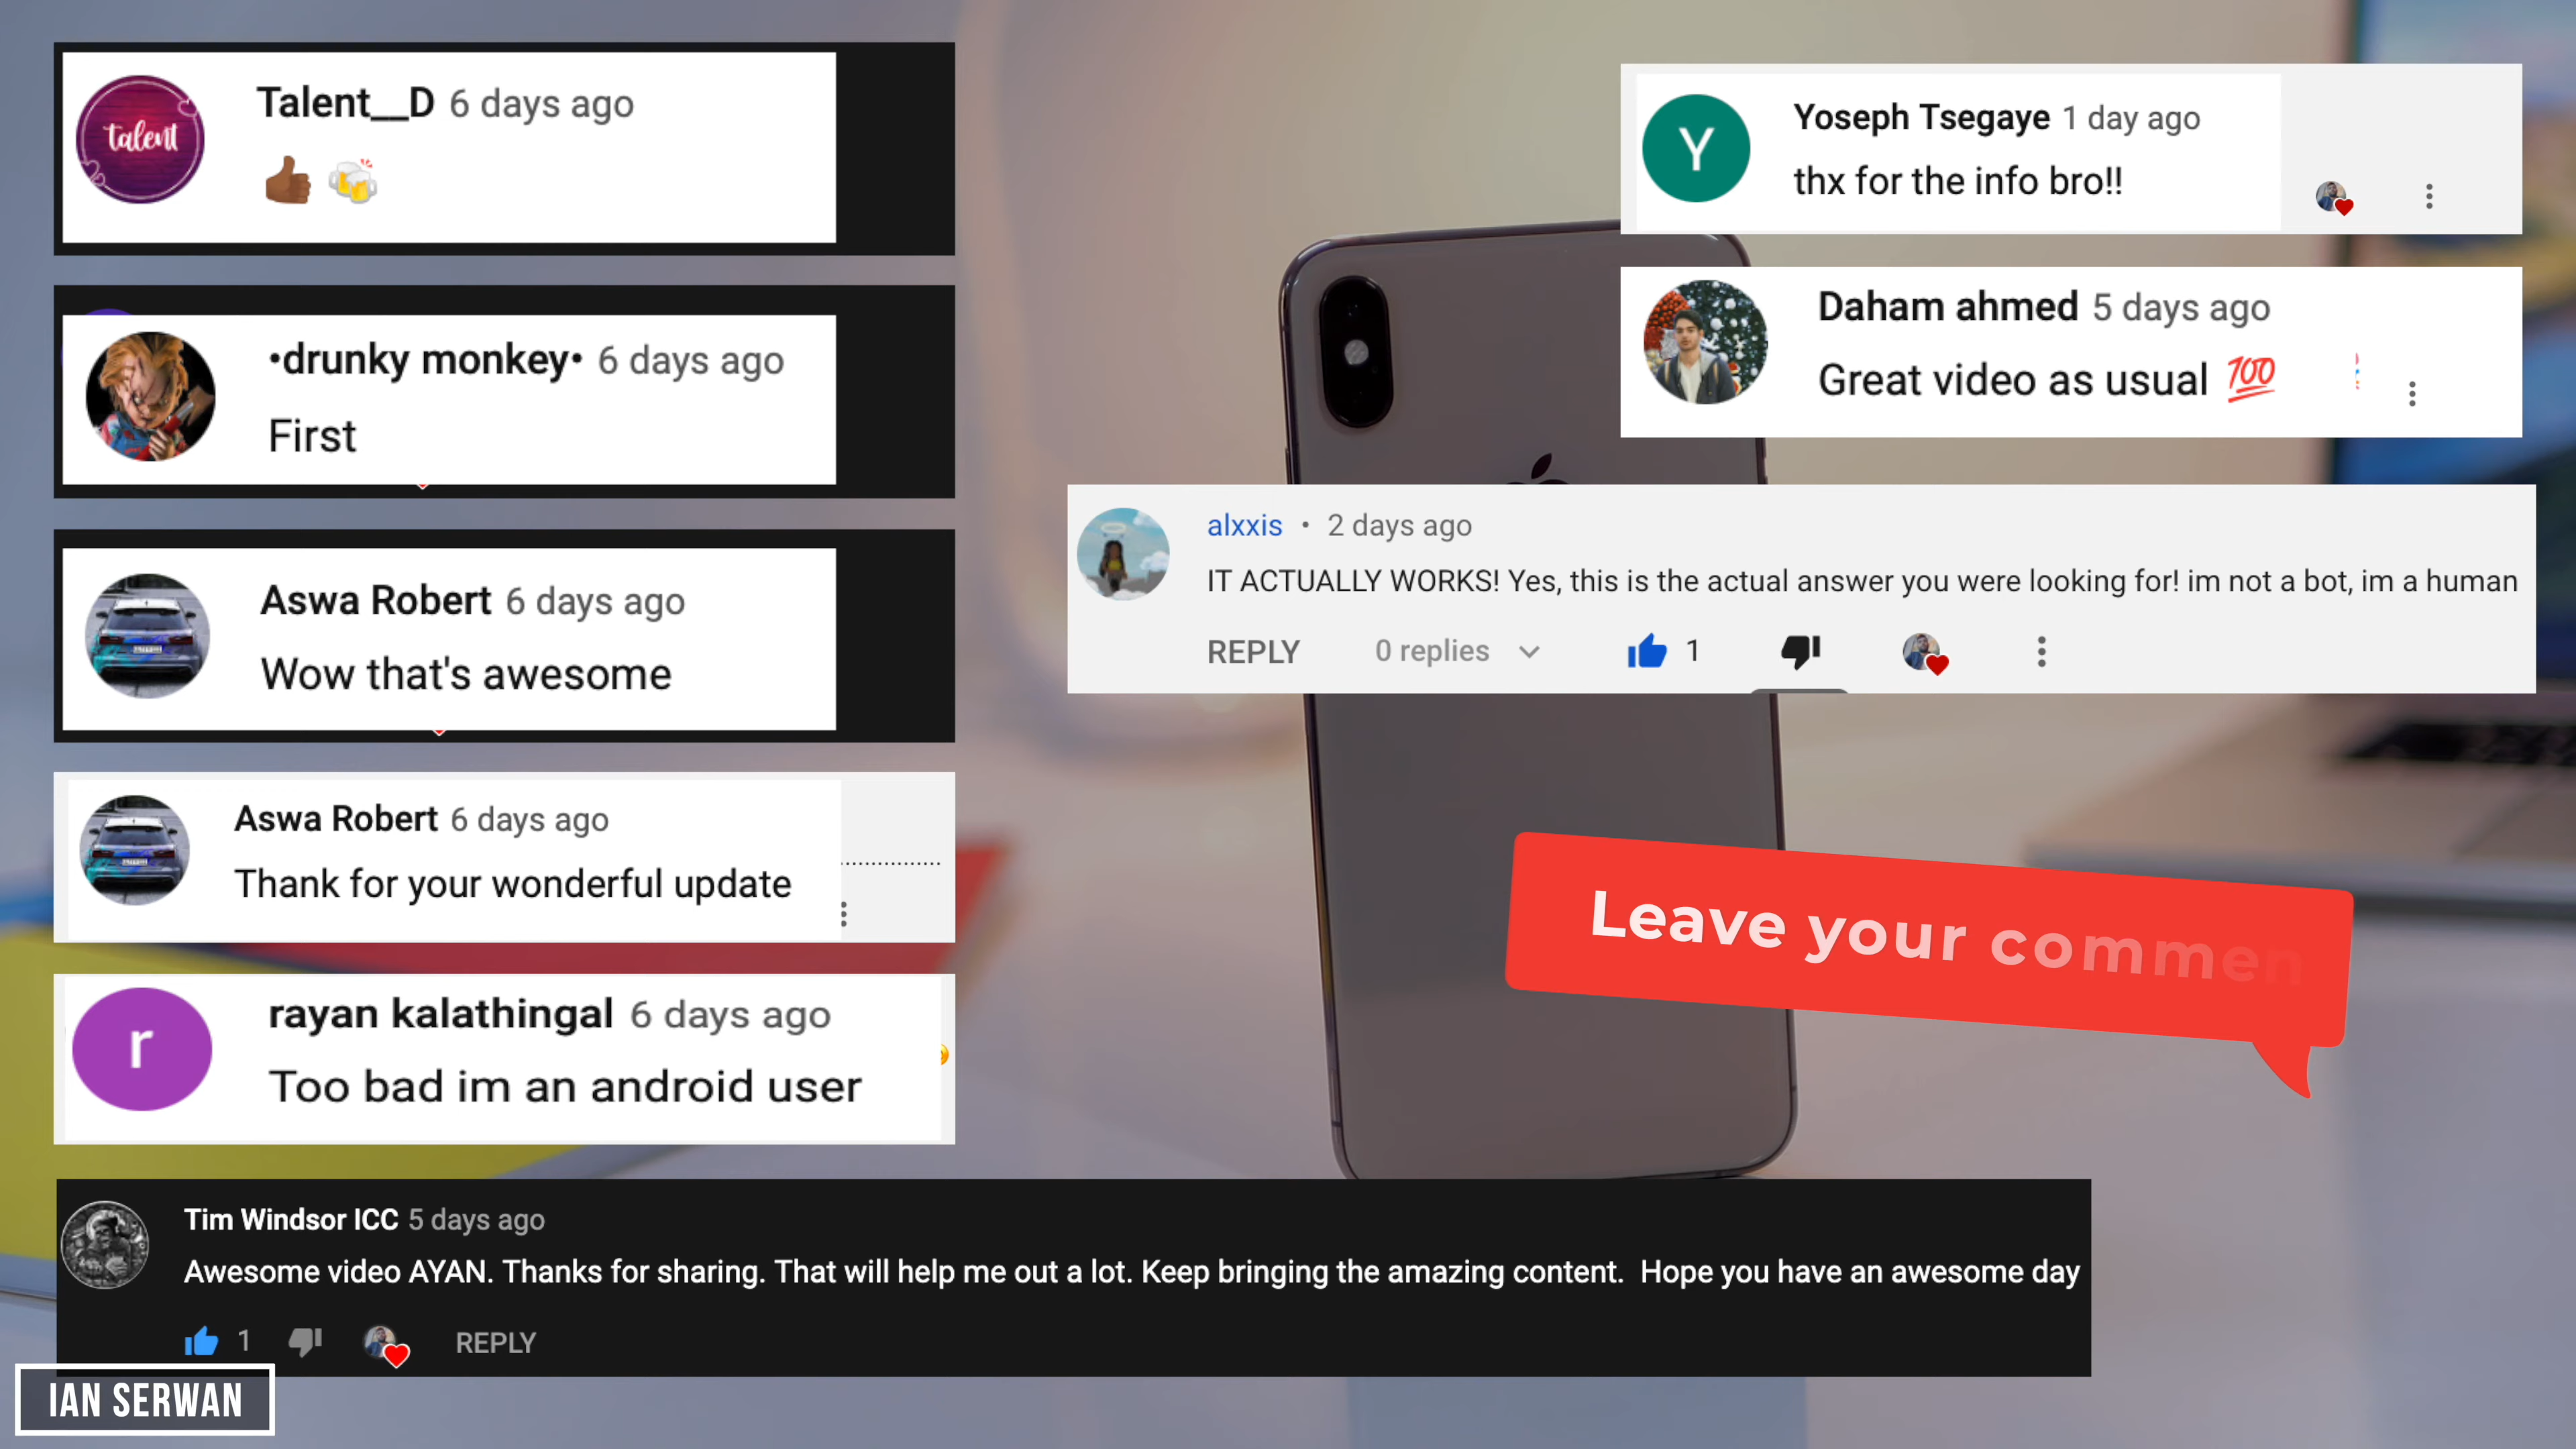 talent
Talent__D 6 days ago
👍🏾 🍻
•drunky monkey• 6 days ago
First
Aswa Robert 6 days ago
Wow that's awesome
Aswa Robert 6 days ago
Thank for your wonderful update
r
rayan kalathingal 6 days ago
Too bad im an android user
Tim Windsor ICC 5 days ago
Awesome video AYAN. Thanks for sharing. That will help me out a lot. Keep bringing the amazing content. Hope you have an awesome day
1 REPLY
IAN SERWAN
Y
Yoseph Tsegaye 1 day ago
thx for the info bro!!
Daham ahmed 5 days ago
Great video as usual 💯
alxxis • 2 days ago
IT ACTUALLY WORKS! Yes, this is the actual answer you were looking for! im not a bot, im a human
REPLY 0 replies 1
Leave your commen